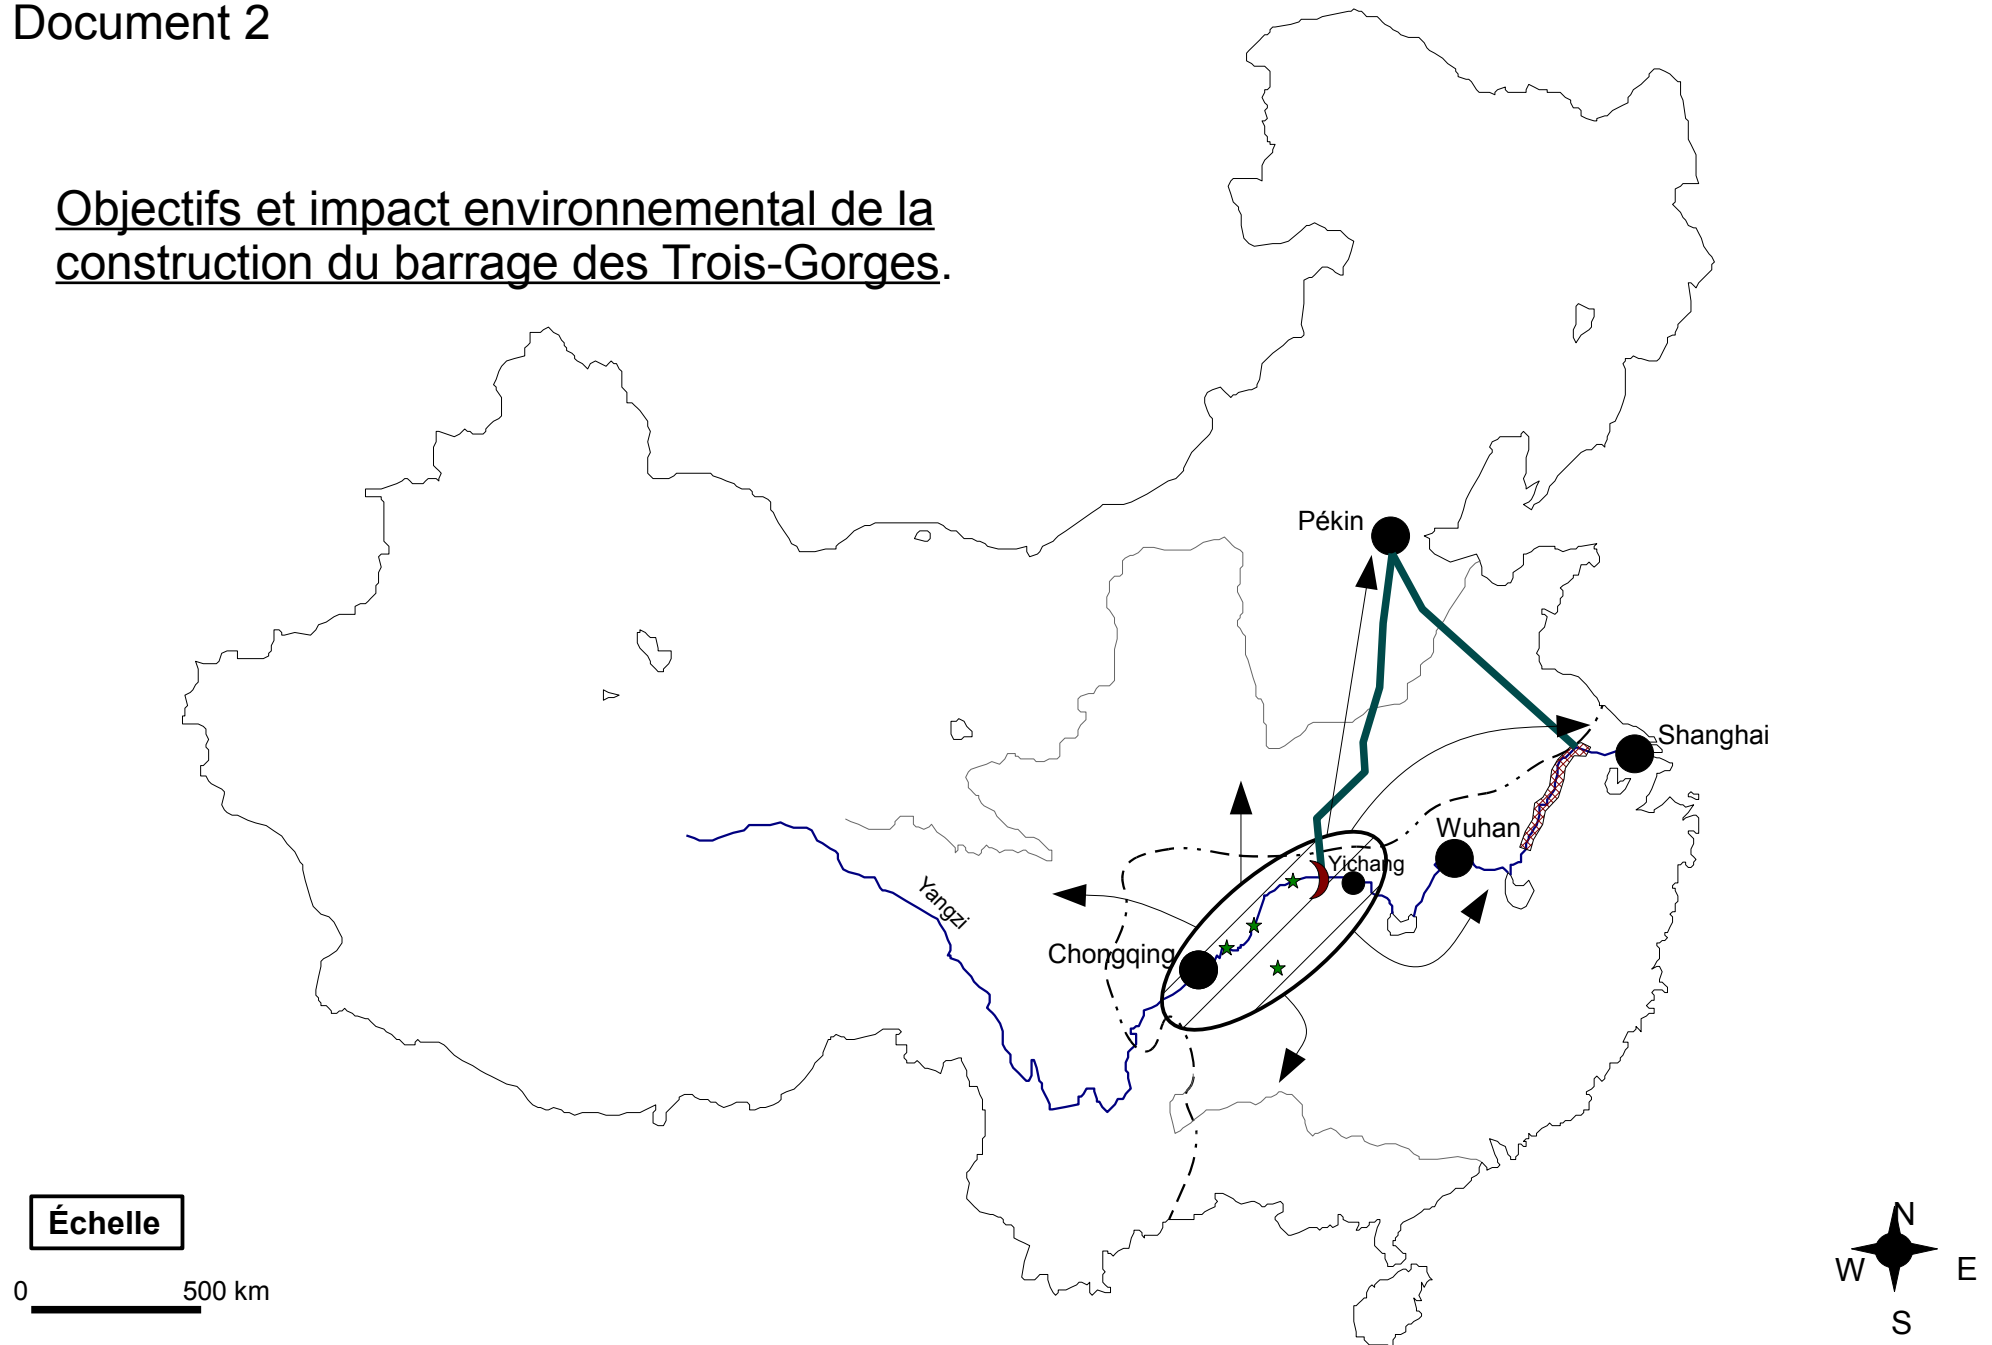 Document 2
Objectifs et impact environnemental de la
construction du barrage des Trois-Gorges.
Pékin
Shanghai
Wuhan
Yichang
Yangzi
Chongqing
Échelle
0 500 km
N
W E
S